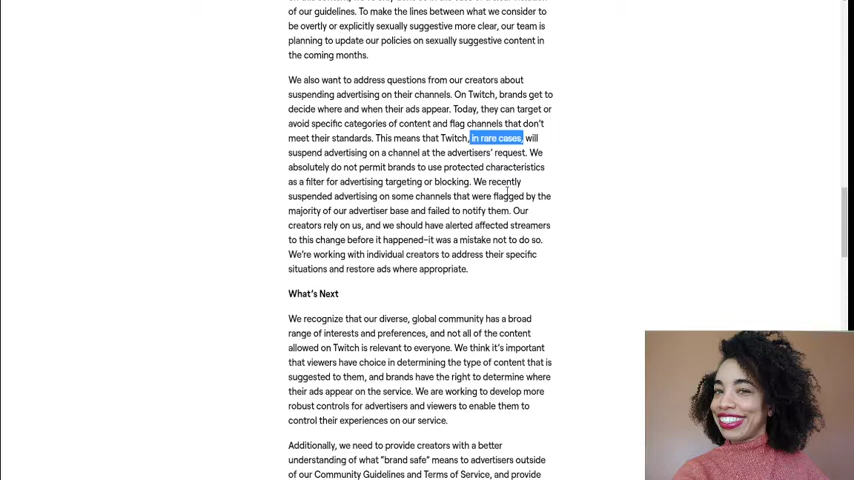 of our guidelines. To make the lines between what we consider to
be overtly or explicitly sexually suggestive more clear, our team is
planning to update our policies on sexually suggestive content in
the coming months.
We also want to address questions from our creators about
suspending advertising on their channels. On Twitch, brands get to
decide where and when their ads appear. Today, they can target or
avoid specific categories of content and flag channels that don't
meet their standards. This means that Twitch, in rare cases, will
suspend advertising on a channel at the advertisers' request. We
absolutely do not permit brands to use protected characteristics
as a filter for advertising targeting or blocking. We recently
suspended advertising on some channels that were flagged by the
majority of our advertiser base and failed to notify them. Our
creators rely on us, and we should have alerted affected streamers
to this change before it happened–it was a mistake not to do so.
We're working with individual creators to address their specific
situations and restore ads where appropriate.
What's Next
We recognize that our diverse, global community has a broad
range of interests and preferences, and not all of the content
allowed on Twitch is relevant to everyone. We think it's important
that viewers have choice in determining the type of content that is
suggested to them, and brands have the right to determine where
their ads appear on the service. We are working to develop more
robust controls for advertisers and viewers to enable them to
control their experiences on our service.
Additionally, we need to provide creators with a better
understanding of what "brand safe" means to advertisers outside
of our Community Guidelines and Terms of Service, and provide